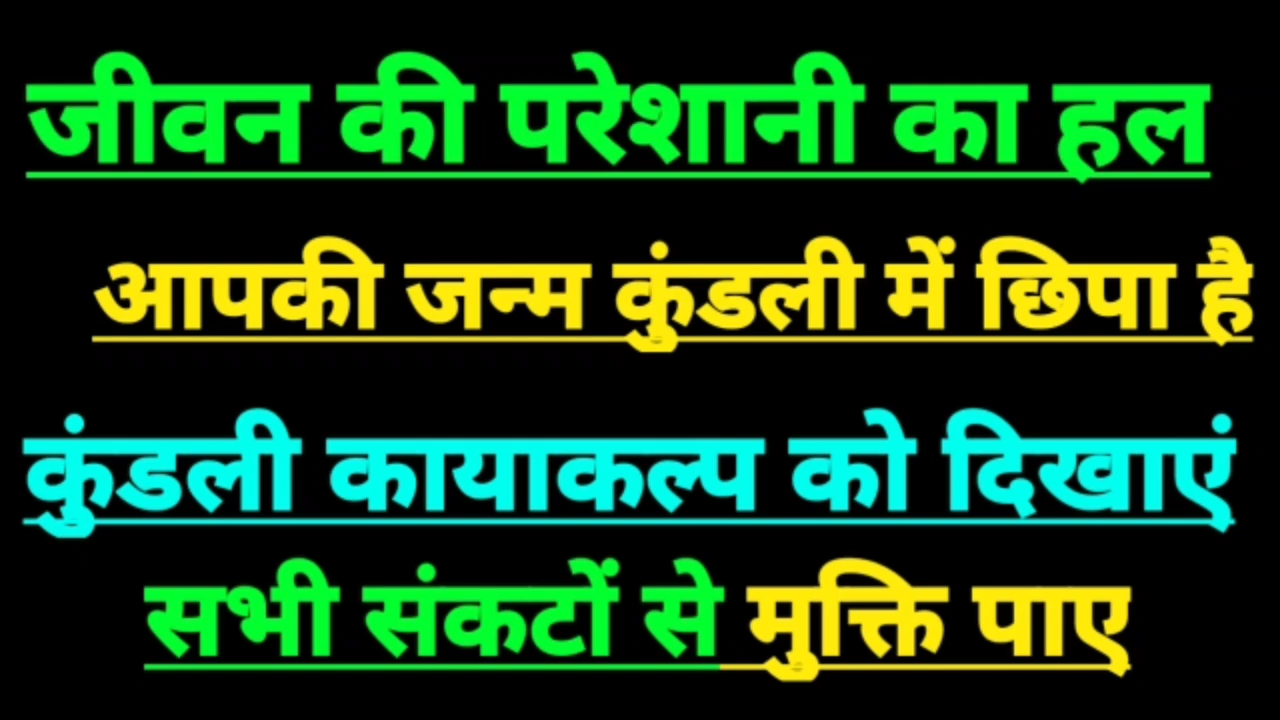 जीवन की परेशानी का हल
आपकी जन्म कुंडली में छिपा है
कुंडली कायाकल्प को दिखाएं
सभी संकटों से मुक्ति पाए